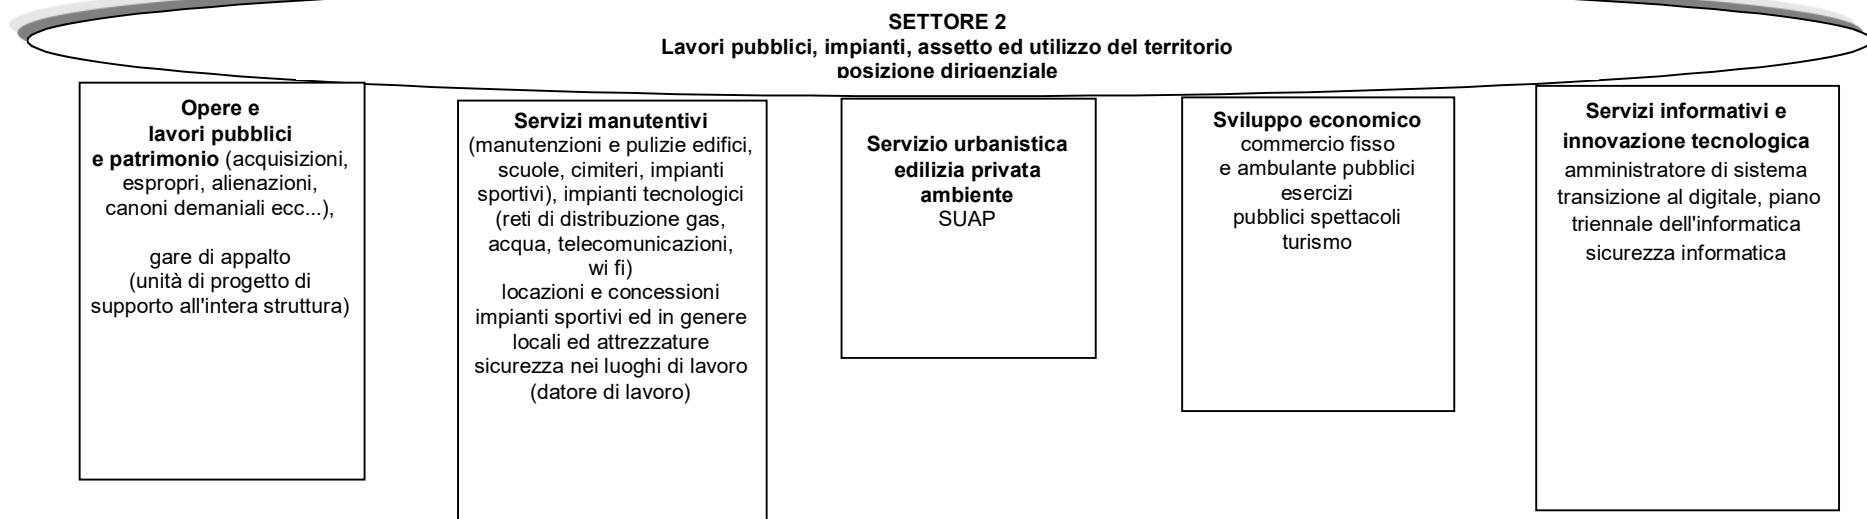 SETTORE 2
Lavori pubblici, impianti, assetto ed utilizzo del territorio
posizione dirigenziale
Opere e
lavori pubblici
e patrimonio (acquisizioni,
espropri, alienazioni,
canoni demaniali ecc...),
gare di appalto
(unità di progetto di
supporto all'intera struttura)
Servizi manutentivi
(manutenzioni e pulizie edifici,
scuole, cimiteri, impianti
sportivi), impianti tecnologici
(reti di distribuzione gas,
acqua, telecomunicazioni,
wi fi)
locazioni e concessioni
impianti sportivi ed in genere
locali ed attrezzature
sicurezza nei luoghi di lavoro
(datore di lavoro)
Servizio urbanistica
edilizia privata
ambiente
SUAP
Sviluppo economico
commercio fisso
e ambulante pubblici
esercizi
pubblici spettacoli
turismo
Servizi informativi e
innovazione tecnologica
amministratore di sistema
transizione al digitale, piano
triennale dell'informatica
sicurezza informatica